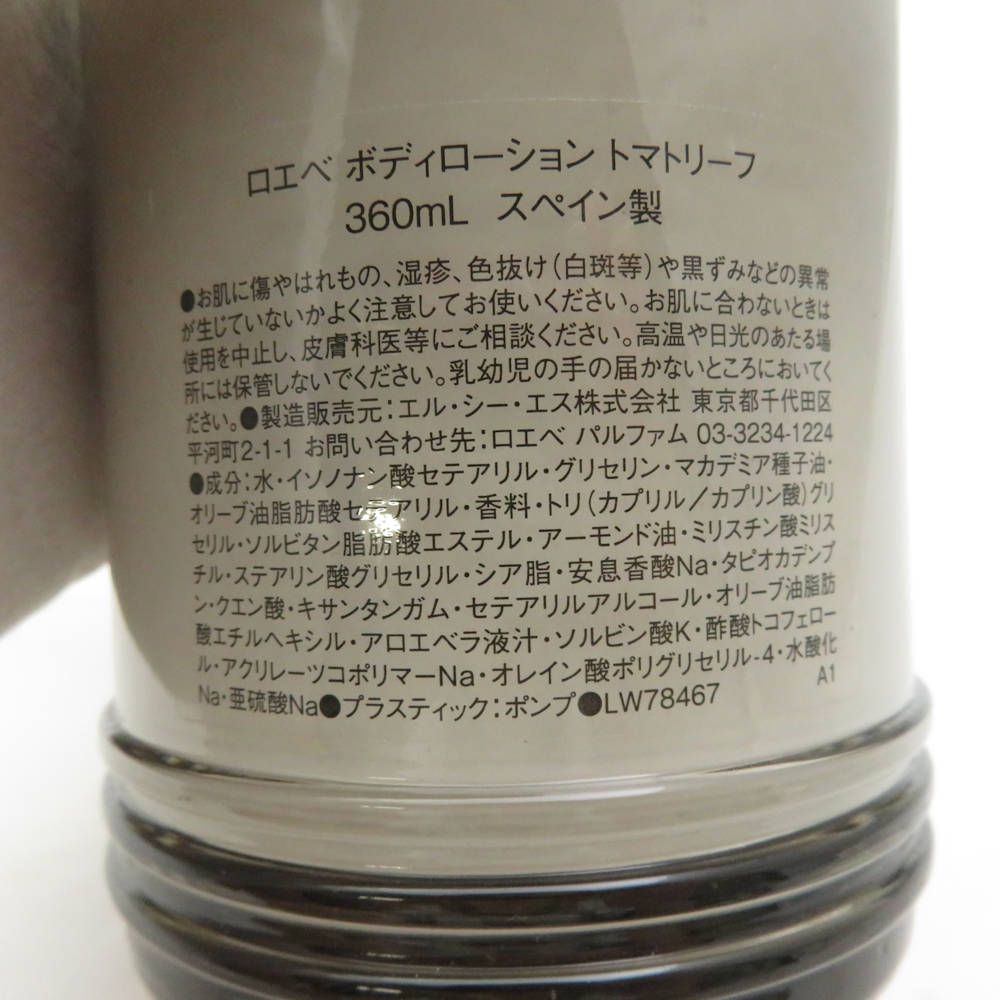 ロエベ ボディローション トマトリーフ
360mL スペイン製
●お肌に傷やはれもの、湿疹、色抜け(白斑等)や黒ずみなどの異常
が生じていないかよく注意してお使いください。お肌に合わないときは
使用を中止し、皮膚科医等にご相談ください。高温や日光のあたる場
所には保管しないでください。乳幼児の手の届かないところにおいてく
ださい。●製造販売元:エル・シー・エス株式会社 東京都千代田区
平河町2-1-1 お問い合わせ先:ロエベ パルファム 03-3234-1224
●成分:水・イソノナン酸セテアリル・グリセリン・マカデミア種子油・
オリーブ油脂肪酸セテアリル・香料・トリ(カプリル/カプリン酸)グリ
セリル・ソルビタン脂肪酸エステル・アーモンド油・ミリスチン酸ミリス
チル・ステアリン酸グリセリル・シア脂・安息香酸Na・タピオカデンプ
ン・クエン酸・キサンタンガム・セテアリルアルコール・オリーブ油脂肪
酸エチルヘキシル・アロエベラ液汁・ソルビン酸K・酢酸トコフェロー
ル・アクリレーツコポリマーNa・オレイン酸ポリグリセリル-4・水酸化
Na・亜硫酸Na●プラスティック:ポンプ●LW78467 A1